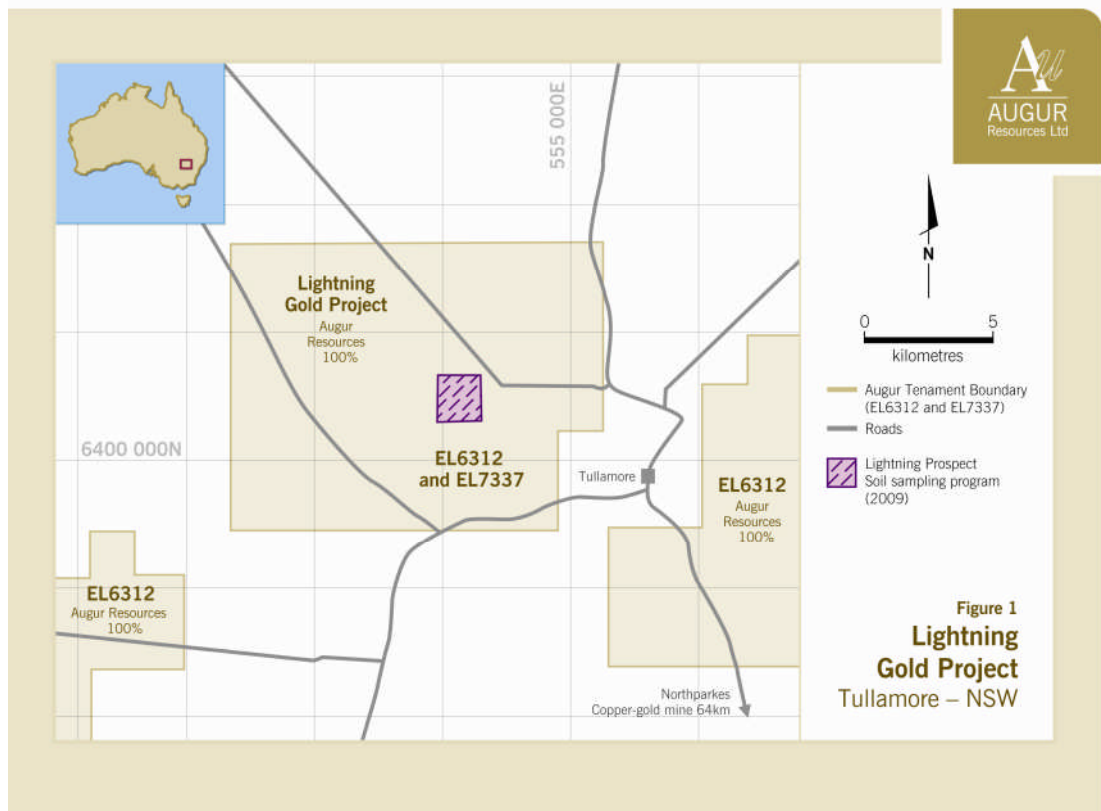 Au
AUGUR
Resources Ltd
555 000E
Lightning
Gold Project
Augur
Resources
100%
N
0 5
kilometres
Augur Tenament Boundary
(EL6312 and EL7337)
Roads
Lightning Prospect
Soil sampling program
(2009)
6400 000N
EL6312
and EL7337
Tullamore
EL6312
Augur
Resources
100%
EL6312
Augur Resources
100%
Northparkes
Copper-gold mine 64km
Figure 1
Lightning
Gold Project
Tullamore – NSW